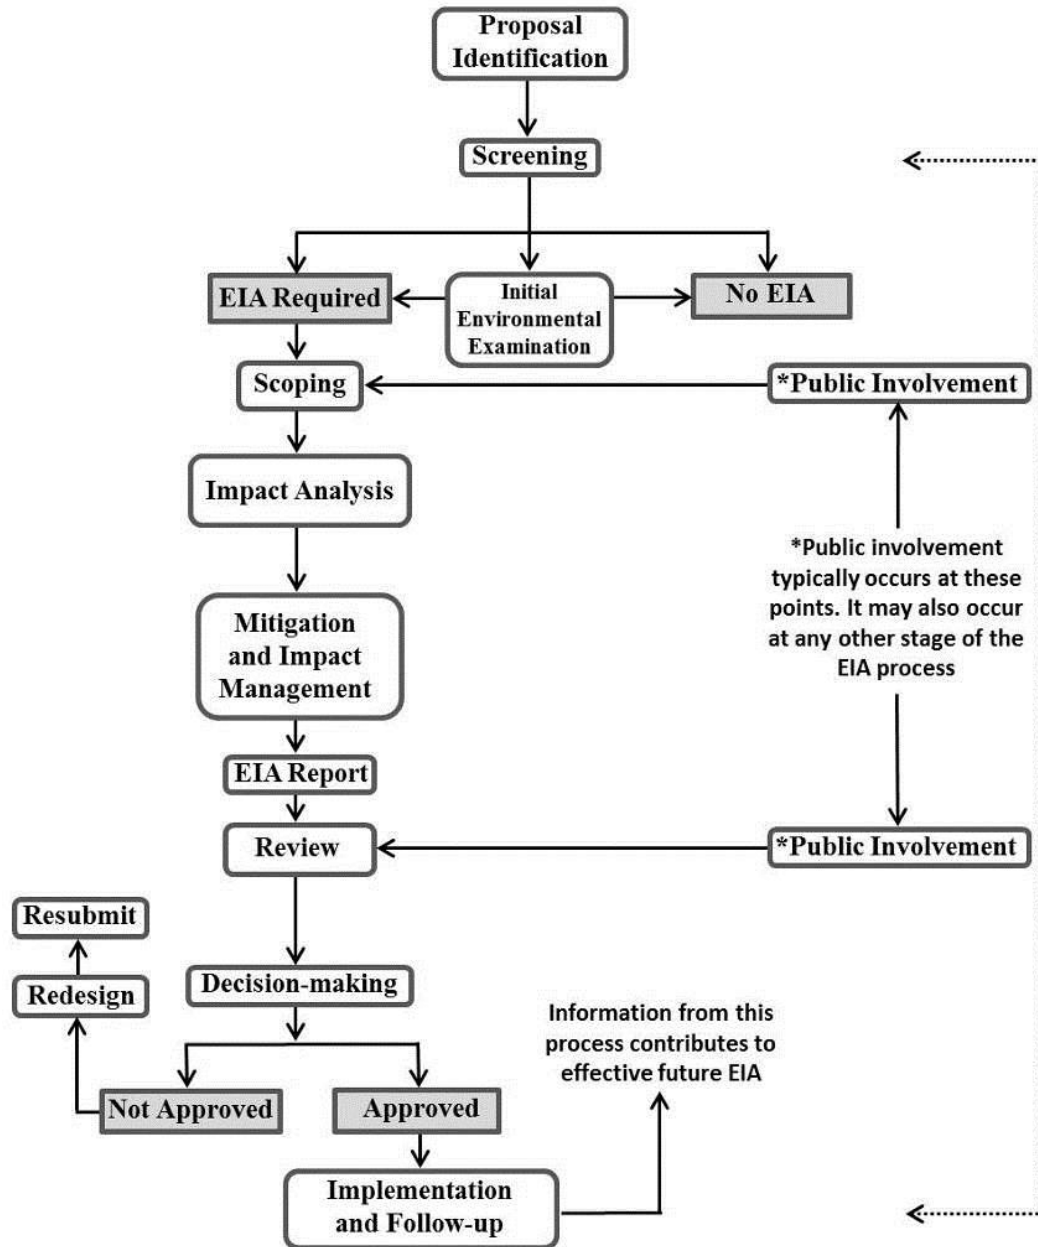 Proposal
Identification
Screening
EIA Required
Initial
Environmental
Examination
No EIA
Scoping
*Public Involvement
Impact Analysis
*Public involvement
typically occurs at these
points. It may also occur
at any other stage of the
EIA process
Mitigation
and Impact
Management
EIA Report
Review
*Public Involvement
Resubmit
Redesign
Decision-making
Information from this
process contributes to
effective future EIA
Not Approved
Approved
Implementation
and Follow-up